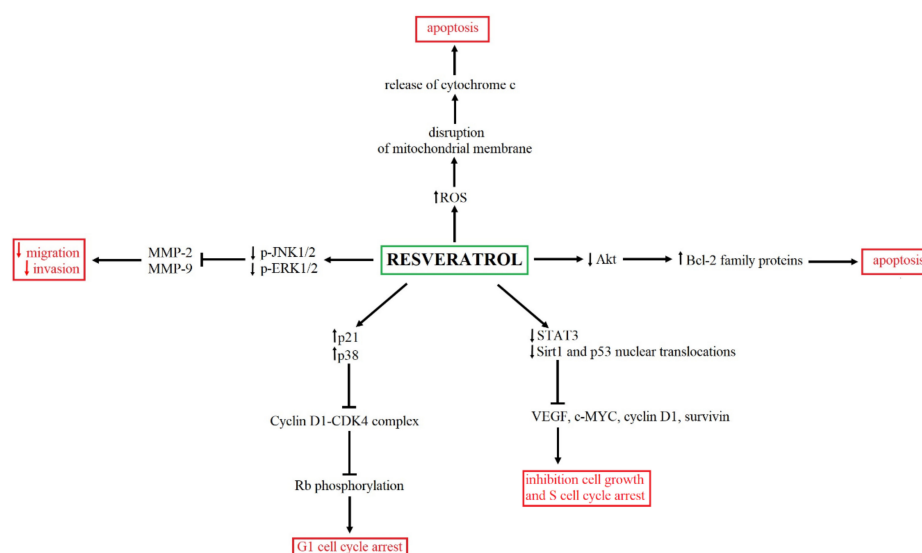 apoptosis
release of cytochrome c
disruption
of mitochondrial membrane
↑ROS
↓ migration
↓ invasion
MMP-2
MMP-9
↓ p-JNK1/2
↓ p-ERK1/2
RESVERATROL
↓ Akt
↑ Bcl-2 family proteins
apoptosis
↑p21
↑p38
↓STAT3
↓Sirt1 and p53 nuclear translocations
Cyclin D1-CDK4 complex
VEGF, c-MYC, cyclin D1, survivin
Rb phosphorylation
inhibition cell growth
and S cell cycle arrest
G1 cell cycle arrest